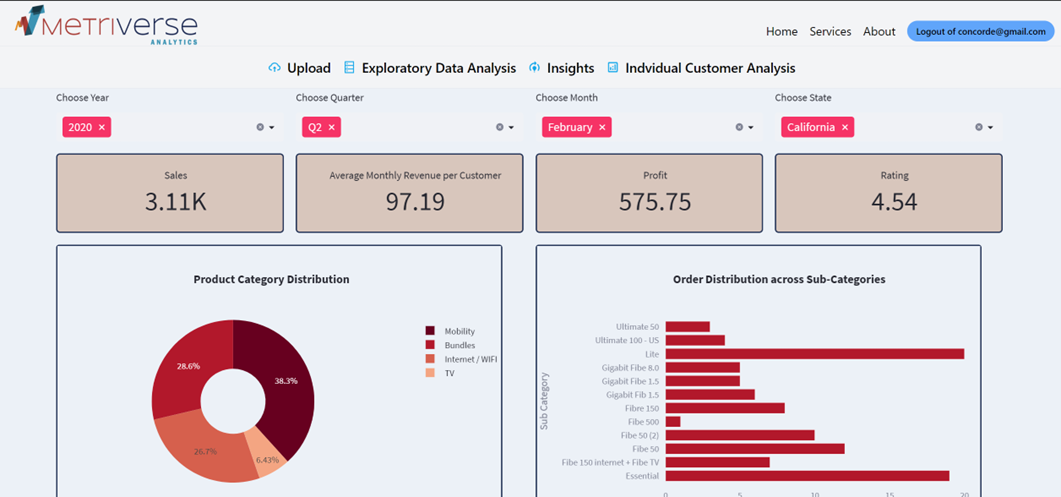 Metriverse
ANALYTICS
Home Services About Logout of concorde@gmail.com
Upload Exploratory Data Analysis Insights Indvidual Customer Analysis
Choose Year Choose Quarter Choose Month Choose State
2020 × Q2 × February × California ×
Sales Average Monthly Revenue per Customer Profit Rating
3.11K 97.19 575.75 4.54
Product Category Distribution
38.3%
28.6%
26.7%
6.43%
Mobility
Bundles
Internet / WIFI
TV
Order Distribution across Sub-Categories
Sub Category
Ultimate 50
Ultimate 100 - US
Lite
Gigabit Fibe 8.0
Gigabit Fibe 1.5
Gigabit Fib 1.5
Fibre 150
Fibe 500
Fibe 50 (2)
Fibe 50
Fibe 150 internet + Fibe TV
Essential
0 5 10 15 20